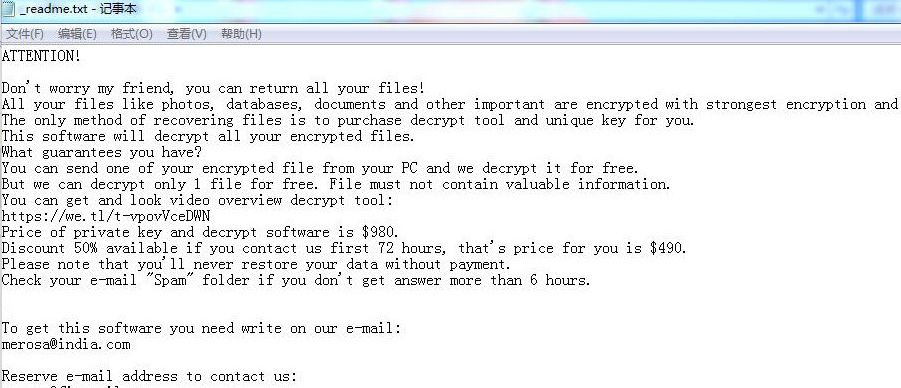 _readme.txt - 记事本
文件(F) 编辑(E) 格式(O) 查看(V) 帮助(H)
ATTENTION!
Don't worry my friend, you can return all your files!
All your files like photos, databases, documents and other important are encrypted with strongest encryption and
The only method of recovering files is to purchase decrypt tool and unique key for you.
This software will decrypt all your encrypted files.
What guarantees you have?
You can send one of your encrypted file from your PC and we decrypt it for free.
But we can decrypt only 1 file for free. File must not contain valuable information.
You can get and look video overview decrypt tool:
https://we.tl/t-vpovVceDWN
Price of private key and decrypt software is $980.
Discount 50% available if you contact us first 72 hours, that's price for you is $490.
Please note that you'll never restore your data without payment.
Check your e-mail "Spam" folder if you don't get answer more than 6 hours.
To get this software you need write on our e-mail:
merosa@india.com
Reserve e-mail address to contact us: